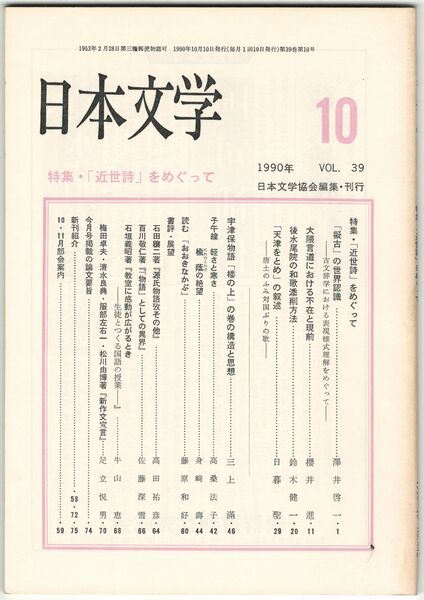 1953年2月28日第三種郵便物認可 1990年10月10日発行(毎月1回10日発行)第39巻第10号
日本文学
10
特集・「近世詩」をめぐって
1990年 VOL. 39
日本文学協会編集・刊行
特集・「近世詩」をめぐって
『擬古』の世界認識……澤井啓一・1
――古文辞学における表現様式理解をめぐって――
大隈言道における不在と現前……櫻井進・11
後水尾院の和歌添削方法……鈴木健一・20
「天津をとめ」の叙述……日暮聖・29
――唐土のふみ対国ぶりの歌――
宇津保物語「楼の上」の巻の構造と思想……三上満・46
子午線 軽さと寒さ……高桑法子・42
楡蔭の絶望……身﨑壽・44
読む 「おおきなかぶ」……藤原和好・60
書評・展望
石田穣二著『源氏物語攷その他』……高田祐彦・64
百川敬仁著『「物語」としての異界』……佐藤深雪・66
石垣義昭著『教室に感動が広がるとき
――生徒とつくる国語の授業――』……牛山恵・68
梅田卓夫・清水良典・服部左右一・松川由博著『新作文宣言』……足立悦男・70
今月号掲載の論文要旨……74
新刊紹介……58・72・75
10・11月部会案内……59